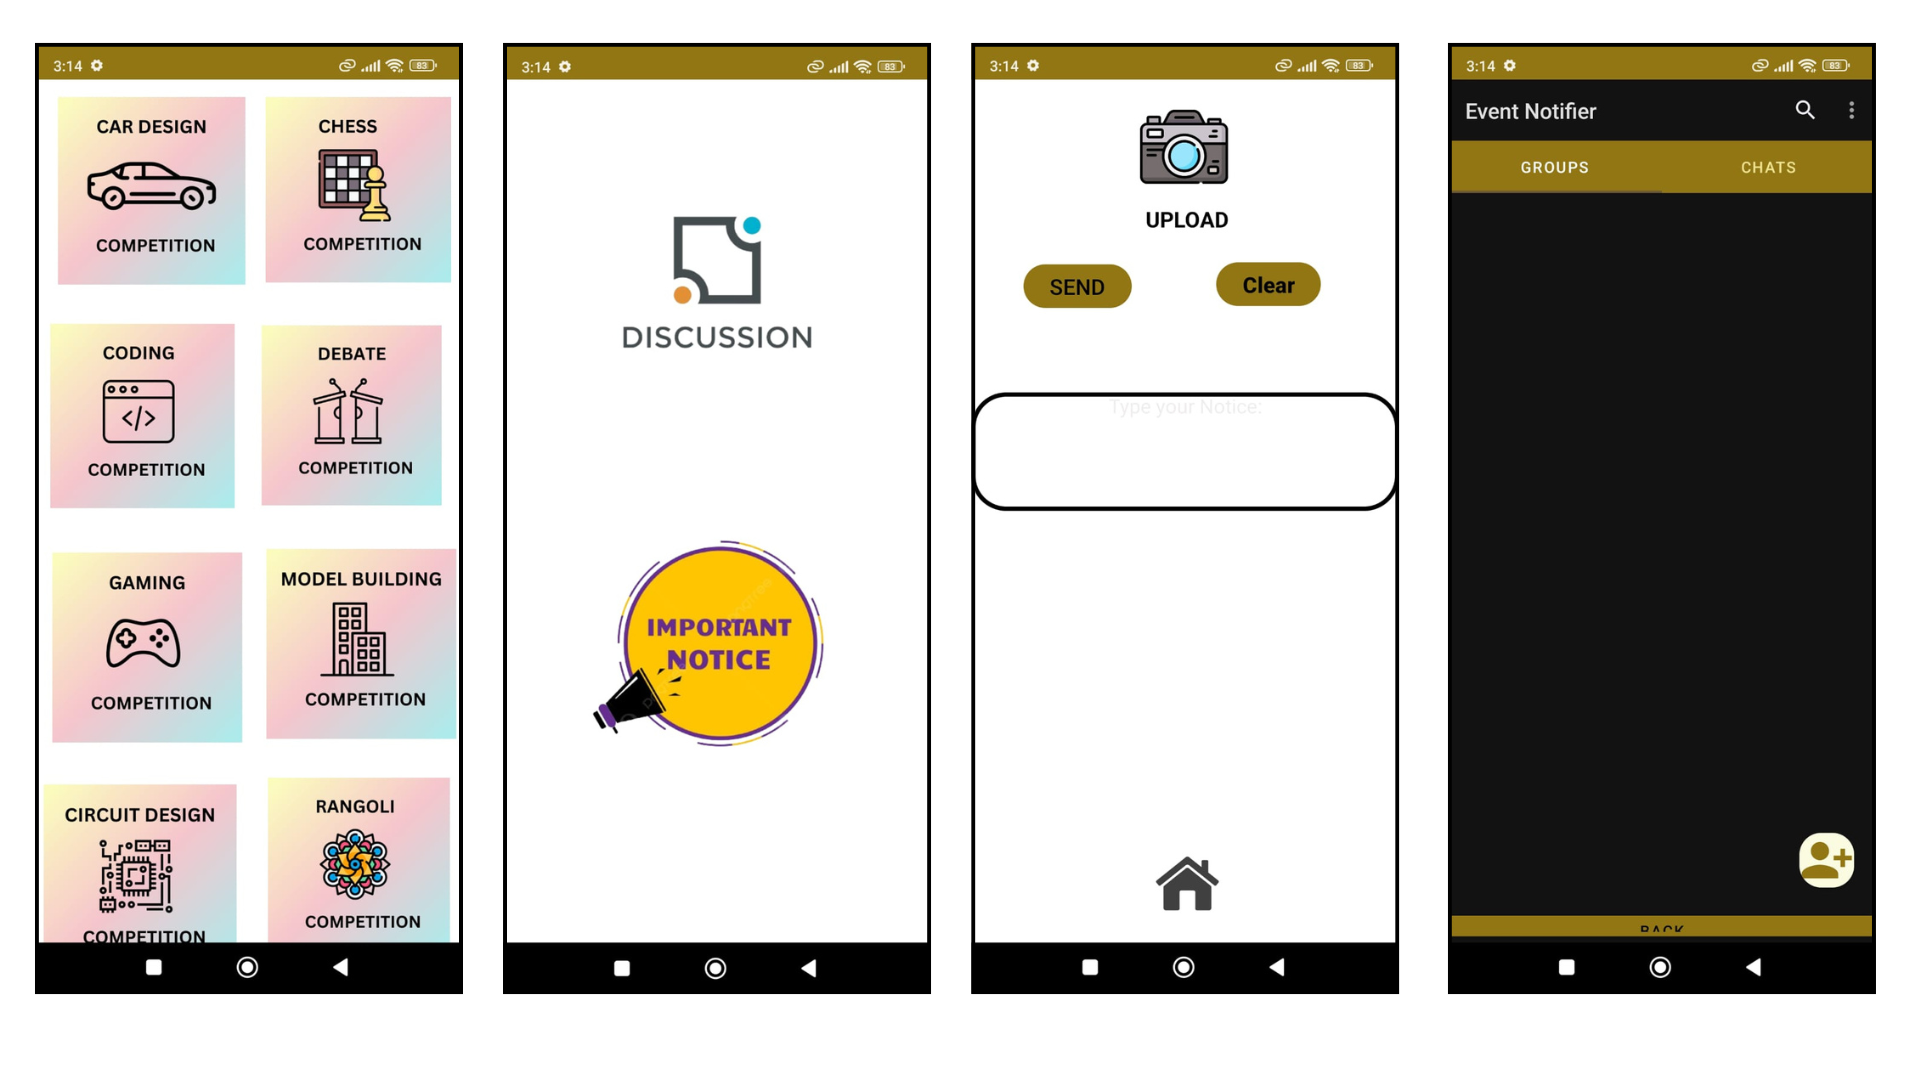 3:14
83
CAR DESIGN
COMPETITION
CHESS
COMPETITION
CODING
COMPETITION
DEBATE
COMPETITION
GAMING
COMPETITION
MODEL BUILDING
COMPETITION
CIRCUIT DESIGN
COMPETITION
RANGOLI
COMPETITION
3:14
83
DISCUSSION
IMPORTANT
NOTICE
3:14
83
UPLOAD
SEND
Clear
Type your Notice:
3:14
83
Event Notifier
GROUPS
CHATS
BACK